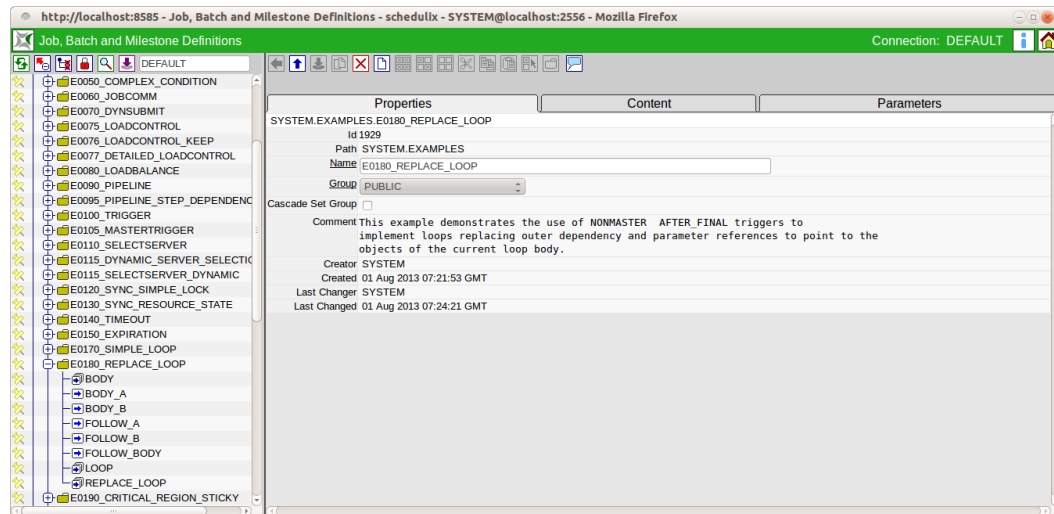 http://localhost:8585 - Job, Batch and Milestone Definitions - schedulix - SYSTEM@localhost:2556 - Mozilla Firefox
Job, Batch and Milestone Definitions
Connection: DEFAULT
DEFAULT
E0050_COMPLEX_CONDITION
E0060_JOBCOMM
E0070_DYNSUBMIT
E0075_LOADCONTROL
E0076_LOADCONTROL_KEEP
E0077_DETAILED_LOADCONTROL
E0080_LOADBALANCE
E0090_PIPELINE
E0095_PIPELINE_STEP_DEPENDENC
E0100_TRIGGER
E0105_MASTERTRIGGER
E0110_SELECTSERVER
E0115_DYNAMIC_SERVER_SELECTIO
E0115_SELECTSERVER_DYNAMIC
E0120_SYNC_SIMPLE_LOCK
E0130_SYNC_RESOURCE_STATE
E0140_TIMEOUT
E0150_EXPIRATION
E0170_SIMPLE_LOOP
E0180_REPLACE_LOOP
BODY
BODY_A
BODY_B
FOLLOW_A
FOLLOW_B
FOLLOW_BODY
LOOP
REPLACE_LOOP
E0190_CRITICAL_REGION_STICKY
Properties
Content
Parameters
SYSTEM.EXAMPLES.E0180_REPLACE_LOOP
Id 1929
Path SYSTEM.EXAMPLES
Name E0180_REPLACE_LOOP
Group PUBLIC
Cascade Set Group
Comment This example demonstrates the use of NONMASTER AFTER_FINAL triggers to
implement loops replacing outer dependency and parameter references to point to the
objects of the current loop body.
Creator SYSTEM
Created 01 Aug 2013 07:21:53 GMT
Last Changer SYSTEM
Last Changed 01 Aug 2013 07:24:21 GMT